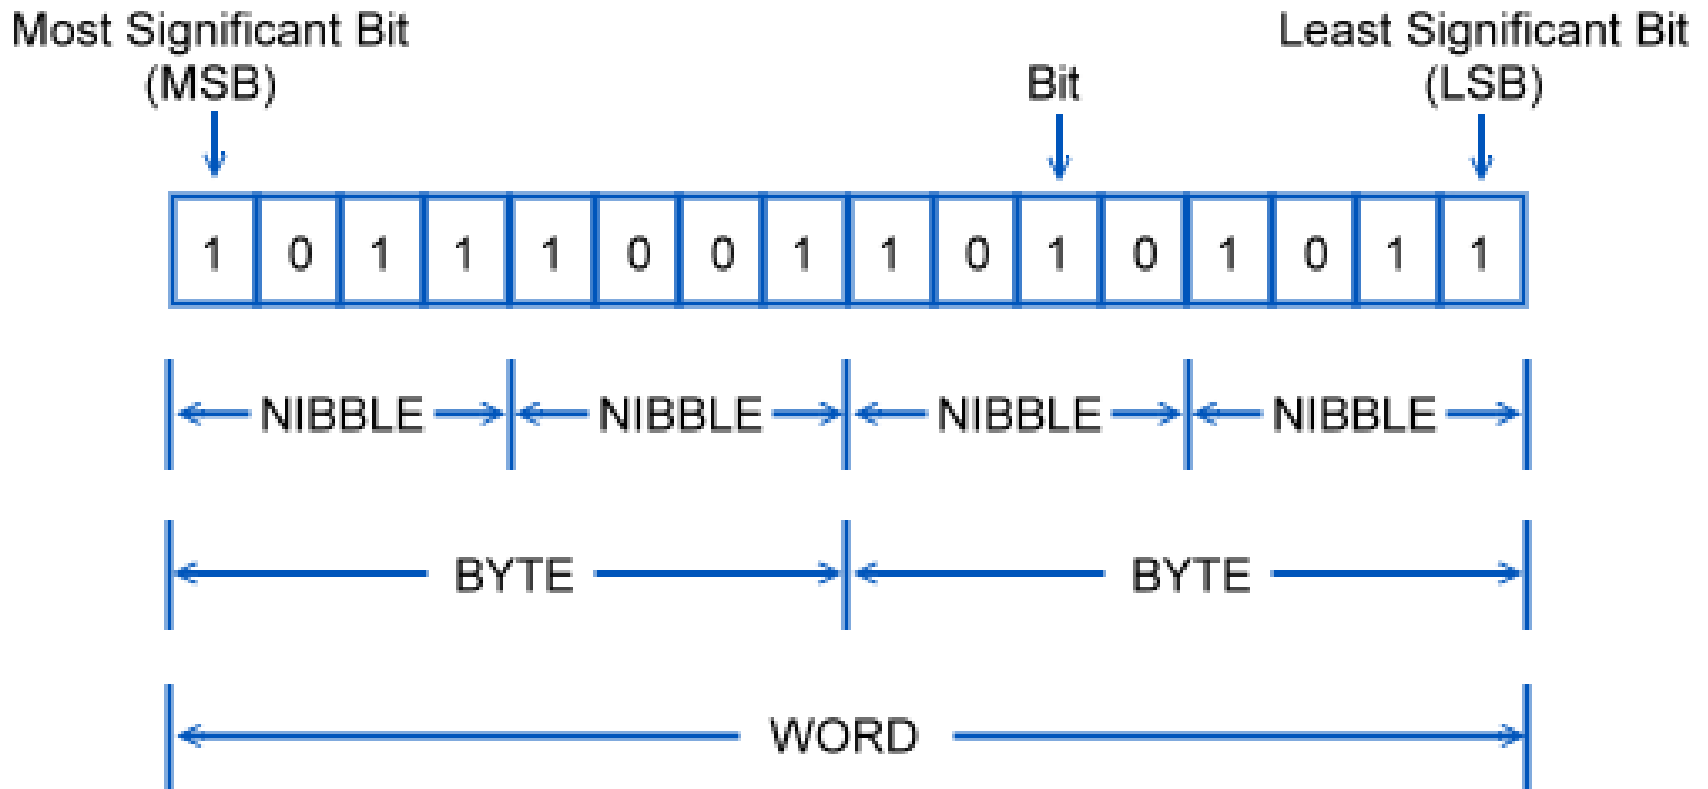 Most Significant Bit
(MSB)
Bit
Least Significant Bit
(LSB)
1 0 1 1 1 0 0 1 1 0 1 0 1 0 1 1
NIBBLE NIBBLE NIBBLE NIBBLE
BYTE BYTE
WORD